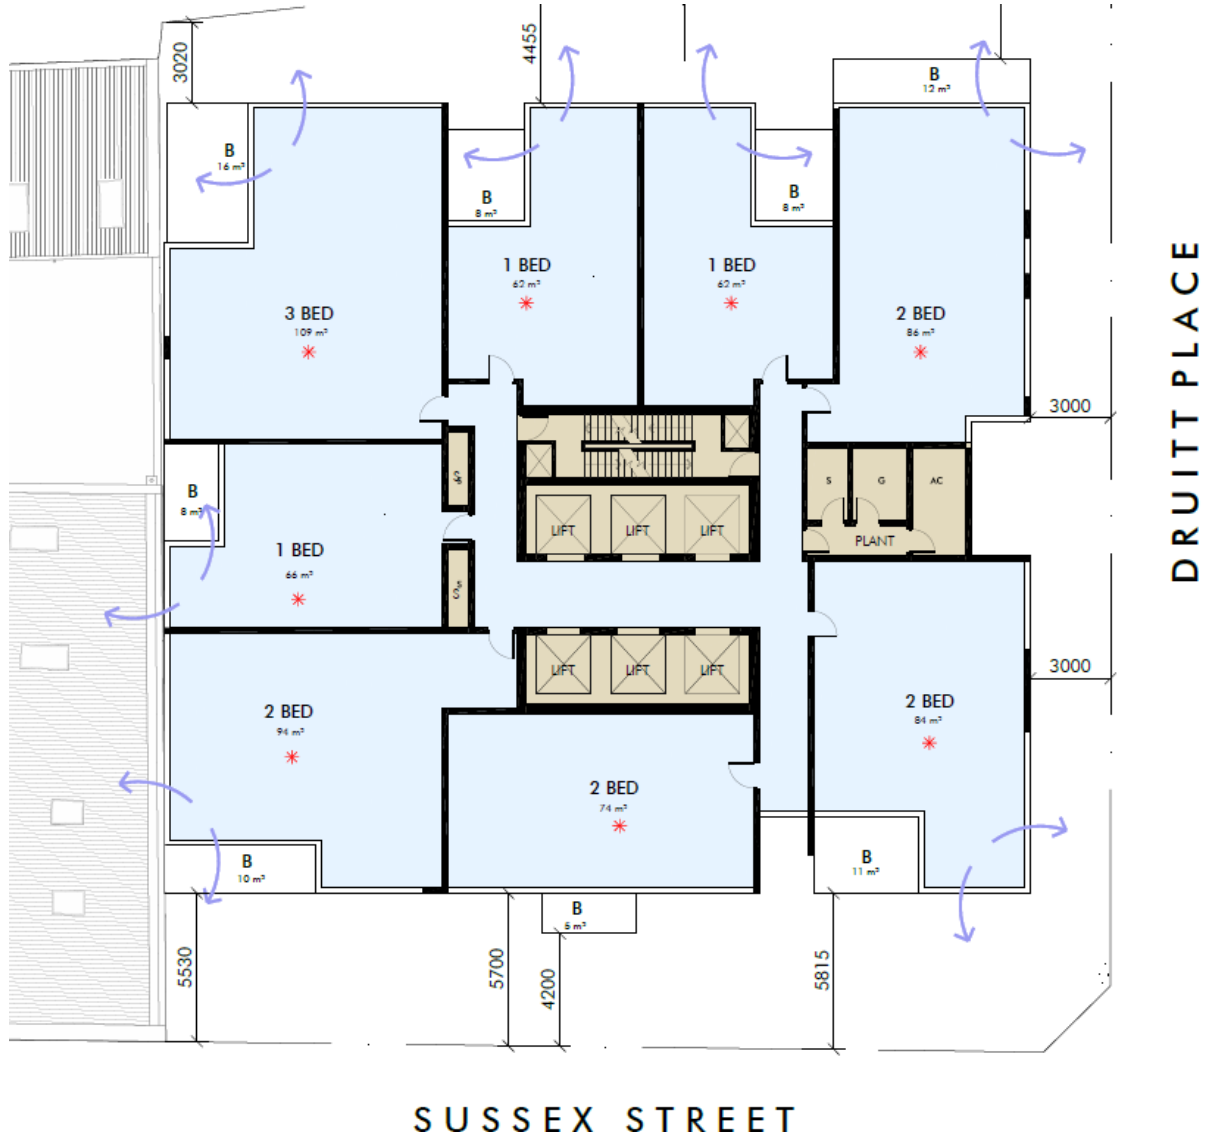 3020
4455
B
12 m²
B
16 m²
B
8 m²
B
8 m²
1 BED
62 m²
1 BED
62 m²
3 BED
109 m²
2 BED
86 m²
3000
DRUITT PLACE
B
8 m²
S
G
AC
LIFT
LIFT
LIFT
PLANT
1 BED
66 m²
3000
LIFT
LIFT
LIFT
2 BED
94 m²
2 BED
84 m²
2 BED
74 m²
B
10 m²
B
11 m²
B
5 m²
5530
5700
4200
5815
SUSSEX STREET